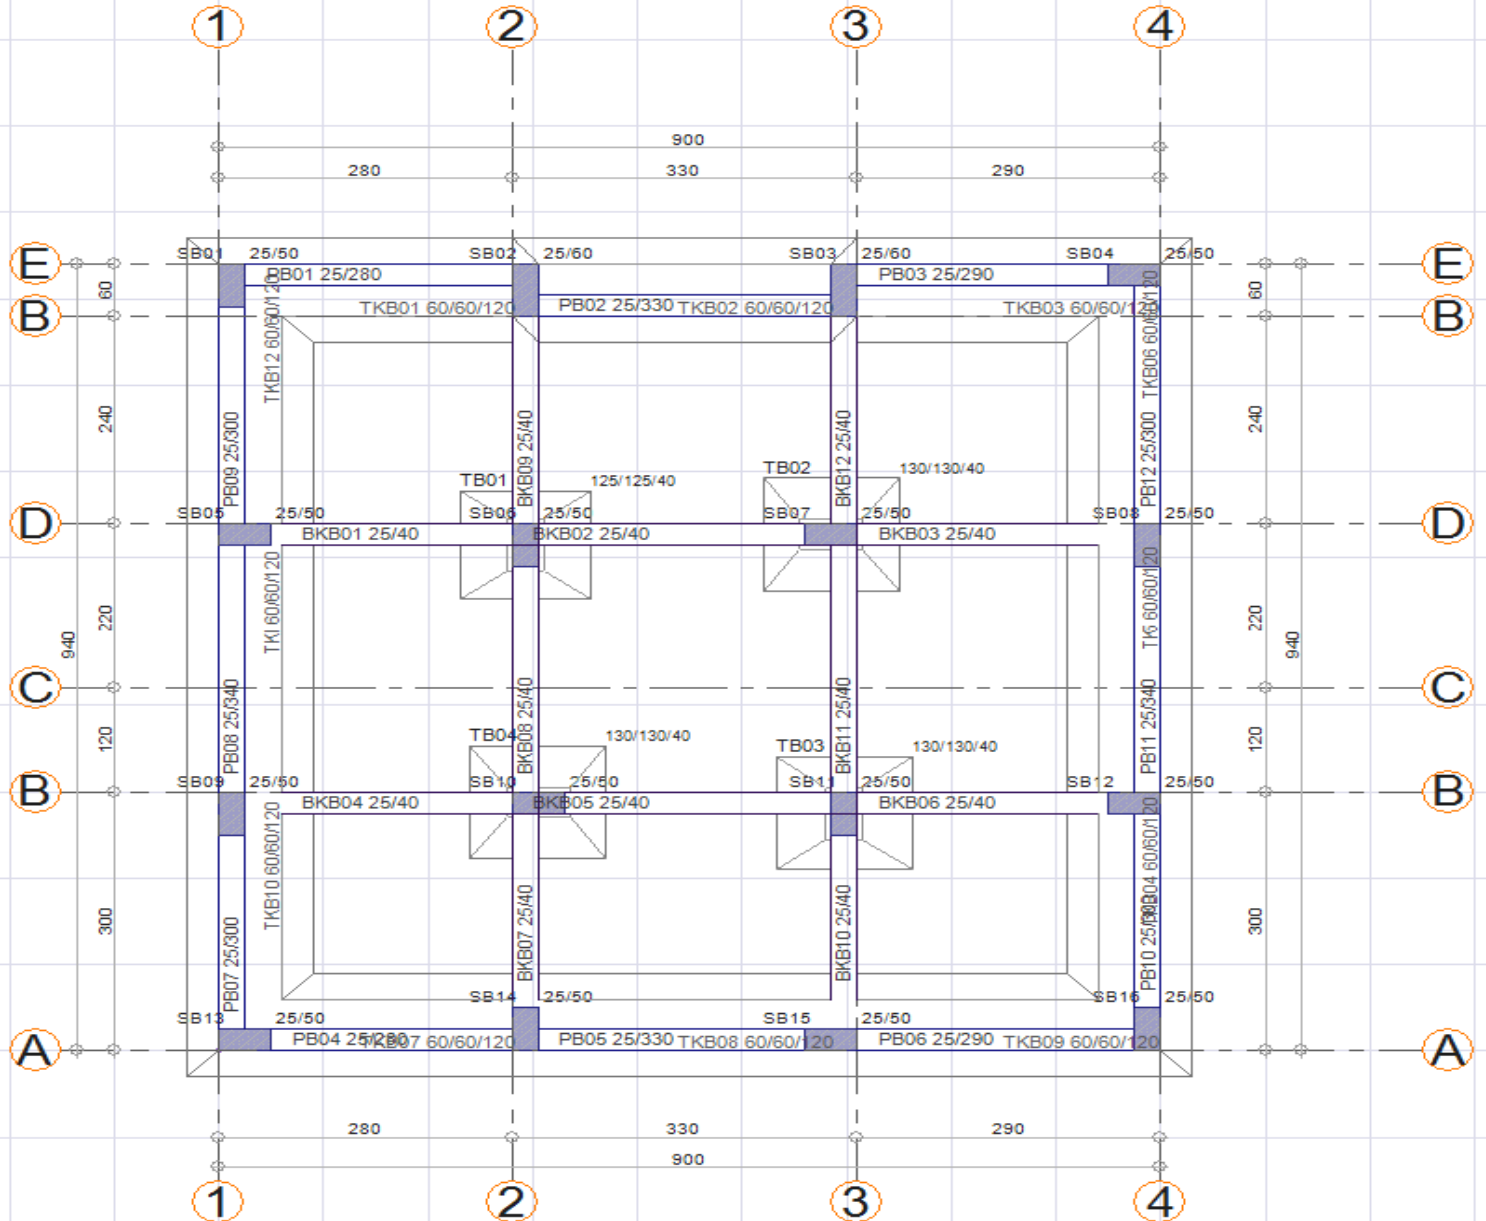 1 2 3 4
900
280 330 290
E SB01 25/50 SB02 25/60 SB03 25/60 SB04 25/50 E
PB01 25/280 PB03 25/290
60 60
B TKB01 60/60/120 PB02 25/330 TKB02 60/60/120 TKB03 60/60/120 B
TKB12 60/60/120 TKB06 60/60/120
240 PB09 25/300 BKB09 25/40 BKB12 25/40 PB12 25/300 240
TB01 125/125/40 TB02 130/130/40
SB05 25/50 SB06 25/50 SB07 25/50 SB08 25/50
D BKB01 25/40 BKB02 25/40 BKB03 25/40 D
220 60/60/120 60/60/120 220
940 940
C C
120 PB08 25/340 BKB08 25/40 BKB11 25/40 PB11 25/340 120
TB04 130/130/40 TB03 130/130/40
SB09 25/50 SB10 25/50 SB11 25/50 SB12 25/50
B BKB04 25/40 BKB05 25/40 BKB06 25/40 B
TKB10 60/60/120 60/60/120
300 PB07 25/300 BKB07 25/40 BKB10 25/40 PB10 300
SB14 25/50 SB16 25/50
SB13 25/50 SB15 25/50
A PB04 60/60/120 PB05 25/330 TKB08 60/60/120 PB06 25/290 TKB09 60/60/120 A
280 330 290
900
1 2 3 4